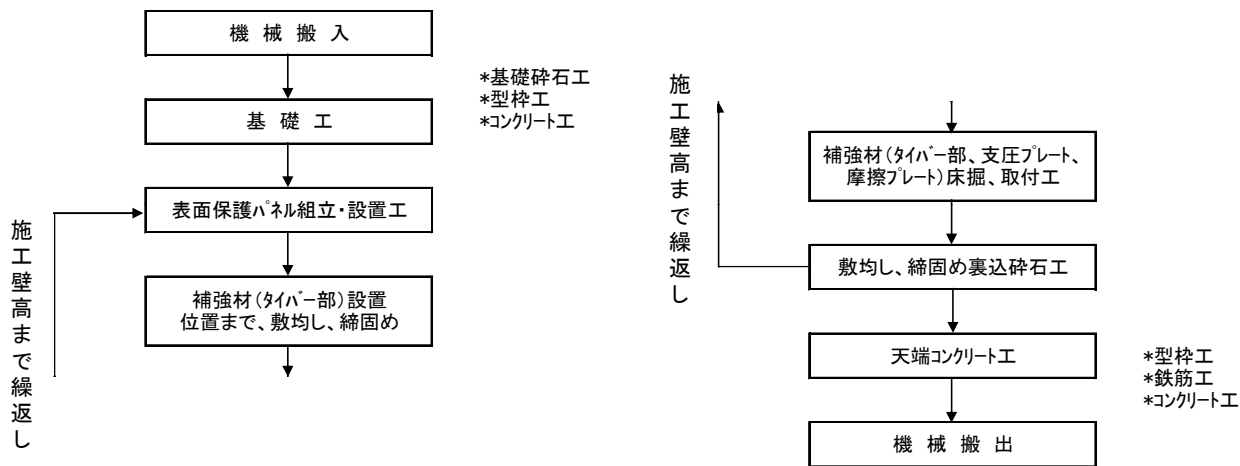 機 械 搬 入
*基礎砕石工
*型枠工
*ｺﾝｸﾘｰﾄ工
基 礎 工
表面保護ﾊﾟﾈﾙ組立・設置工
補強材(ﾀｲﾊﾞｰ部)設置
位置まで、敷均し、締固め
施工壁高まで繰返し
施工壁高まで繰返し
補強材(ﾀｲﾊﾞｰ部、支圧ﾌﾟﾚｰﾄ、
摩擦ﾌﾟﾚｰﾄ)床掘、取付工
敷均し、締固め裏込砕石工
天端ｺﾝｸﾘｰﾄ工
*型枠工
*鉄筋工
*ｺﾝｸﾘｰﾄ工
機 械 搬 出